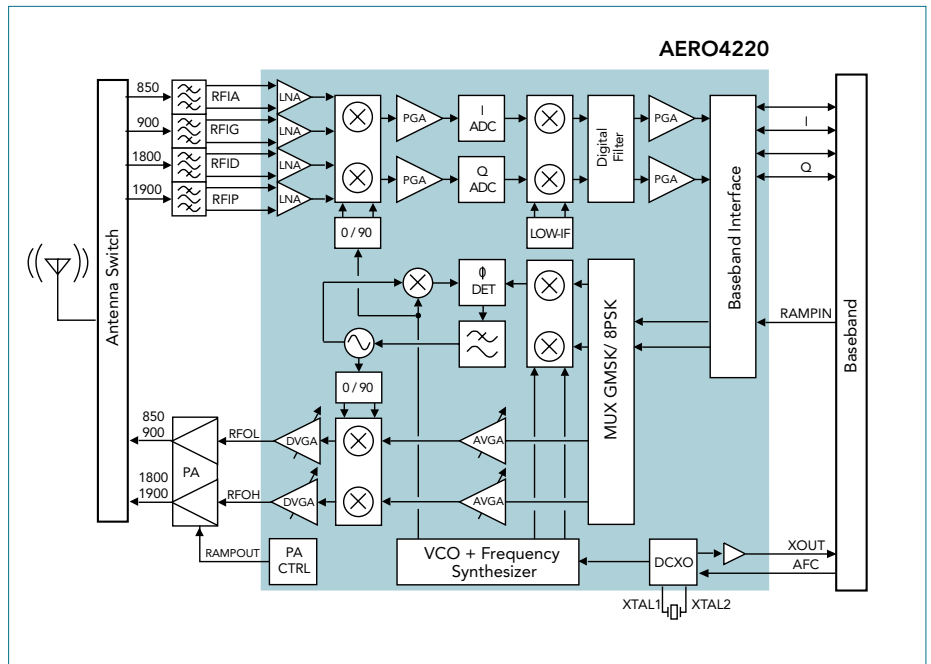 AERO4220
Antenna Switch
850
900
1800
1900
RFIA
RFIG
RFID
RFIP
LNA
LNA
LNA
LNA
PGA
PGA
I
ADC
Q
ADC
Digital
Filter
PGA
PGA
Baseband Interface
I
Q
Baseband
0 / 90
LOW-IF
ϕ
DET
MUX GMSK/ 8PSK
RAMPIN
0 / 90
850
900
1800
1900
PA
RFOL
RFOH
DVGA
DVGA
AVGA
AVGA
RAMPOUT
PA
CTRL
VCO + Frequency
Synthesizer
DCXO
XOUT
AFC
XTAL1
XTAL2